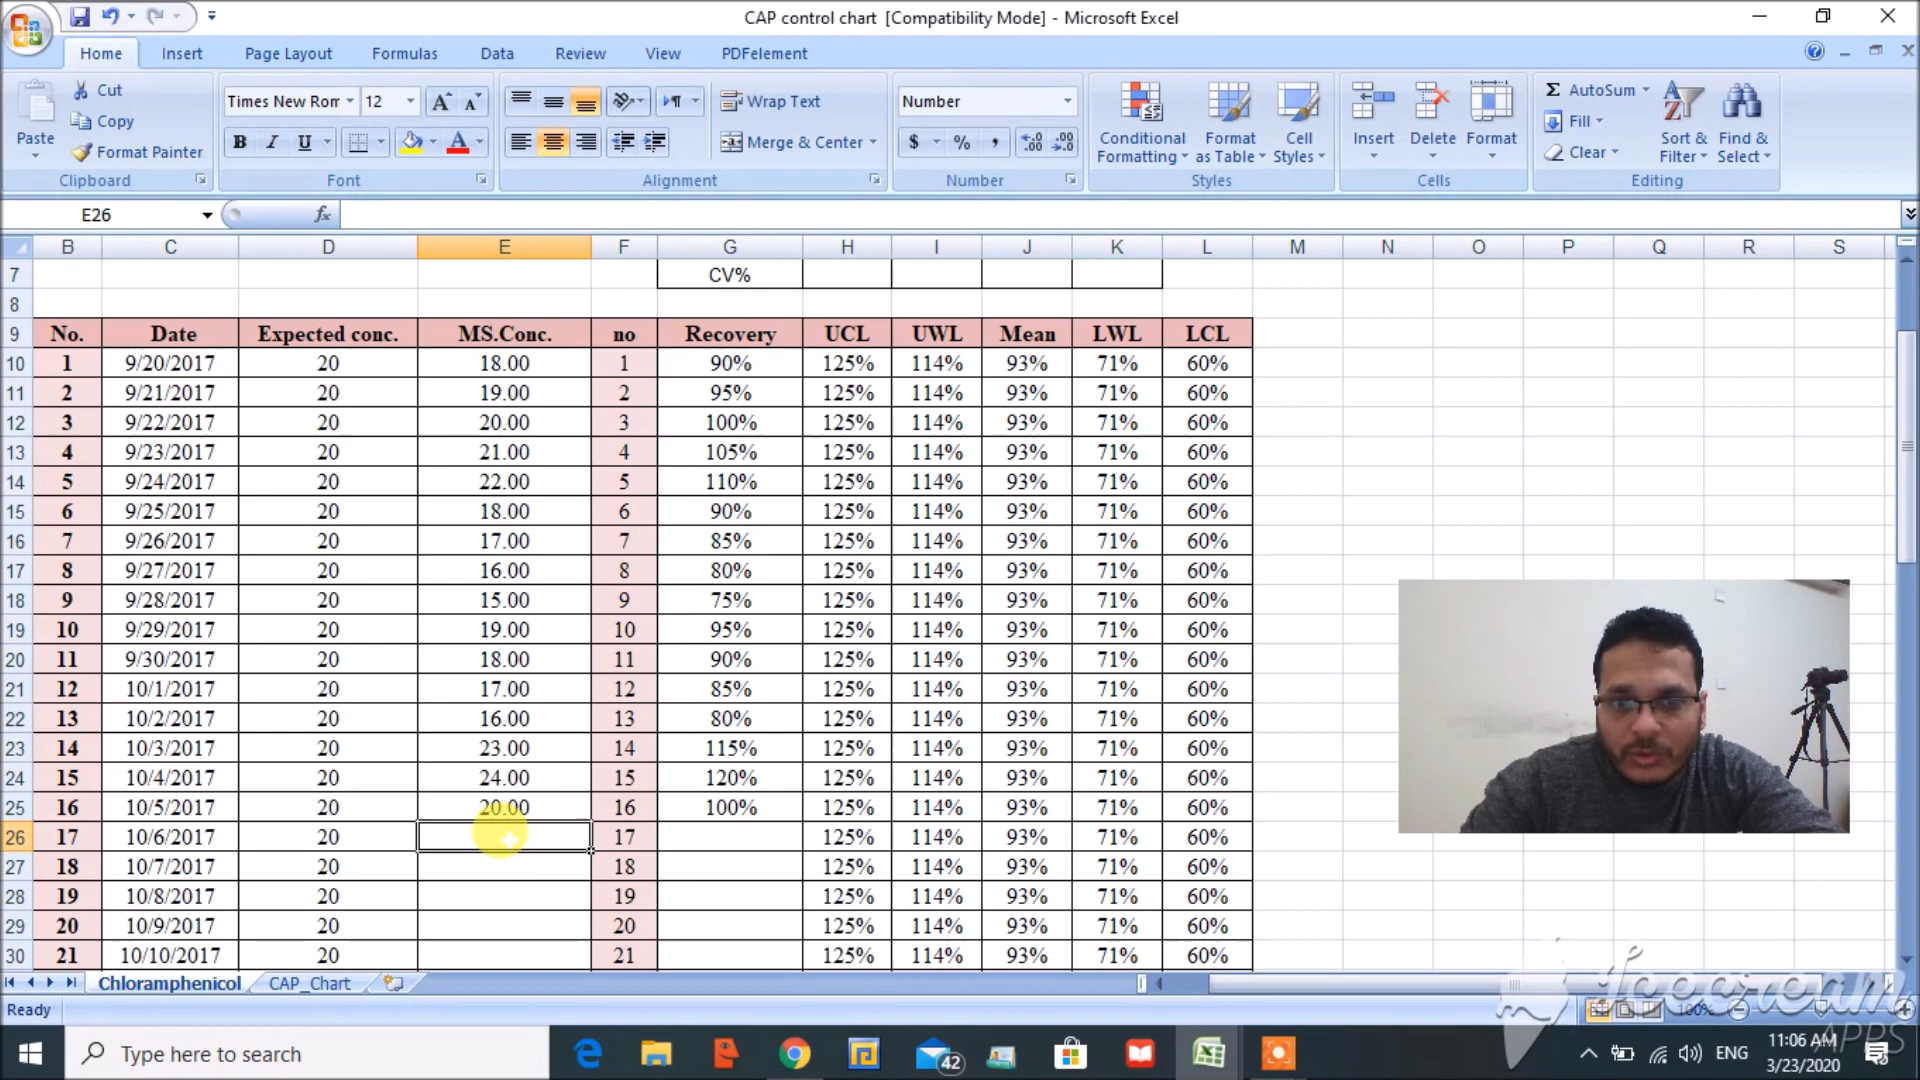 CAP control chart [Compatibility Mode] - Microsoft Excel
Home Insert Page Layout Formulas Data Review View PDFelement
Paste
Cut
Copy
Format Painter
Clipboard
Times New Ron 12
B I U
Font
Wrap Text
Merge & Center
Alignment
Number
$ % ,
Number
Conditional Formatting
Format as Table
Cell Styles
Styles
Insert Delete Format
Cells
Σ AutoSum
Fill
Clear
Sort & Filter
Find & Select
Editing
E26 fx
B C D E F G H I J K L M N O P Q R S
7 CV%
8
9 No. Date Expected conc. MS.Conc. no Recovery UCL UWL Mean LWL LCL
10 1 9/20/2017 20 18.00 1 90% 125% 114% 93% 71% 60%
11 2 9/21/2017 20 19.00 2 95% 125% 114% 93% 71% 60%
12 3 9/22/2017 20 20.00 3 100% 125% 114% 93% 71% 60%
13 4 9/23/2017 20 21.00 4 105% 125% 114% 93% 71% 60%
14 5 9/24/2017 20 22.00 5 110% 125% 114% 93% 71% 60%
15 6 9/25/2017 20 18.00 6 90% 125% 114% 93% 71% 60%
16 7 9/26/2017 20 17.00 7 85% 125% 114% 93% 71% 60%
17 8 9/27/2017 20 16.00 8 80% 125% 114% 93% 71% 60%
18 9 9/28/2017 20 15.00 9 75% 125% 114% 93% 71% 60%
19 10 9/29/2017 20 19.00 10 95% 125% 114% 93% 71% 60%
20 11 9/30/2017 20 18.00 11 90% 125% 114% 93% 71% 60%
21 12 10/1/2017 20 17.00 12 85% 125% 114% 93% 71% 60%
22 13 10/2/2017 20 16.00 13 80% 125% 114% 93% 71% 60%
23 14 10/3/2017 20 23.00 14 115% 125% 114% 93% 71% 60%
24 15 10/4/2017 20 24.00 15 120% 125% 114% 93% 71% 60%
25 16 10/5/2017 20 20.00 16 100% 125% 114% 93% 71% 60%
26 17 10/6/2017 20 17 125% 114% 93% 71% 60%
27 18 10/7/2017 20 18 125% 114% 93% 71% 60%
28 19 10/8/2017 20 19 125% 114% 93% 71% 60%
29 20 10/9/2017 20 20 125% 114% 93% 71% 60%
30 21 10/10/2017 20 21 125% 114% 93% 71% 60%
Chloramphenicol CAP_Chart
Icecream
APPS
Ready 100%
Type here to search
42
ENG
11:06 AM
3/23/2020